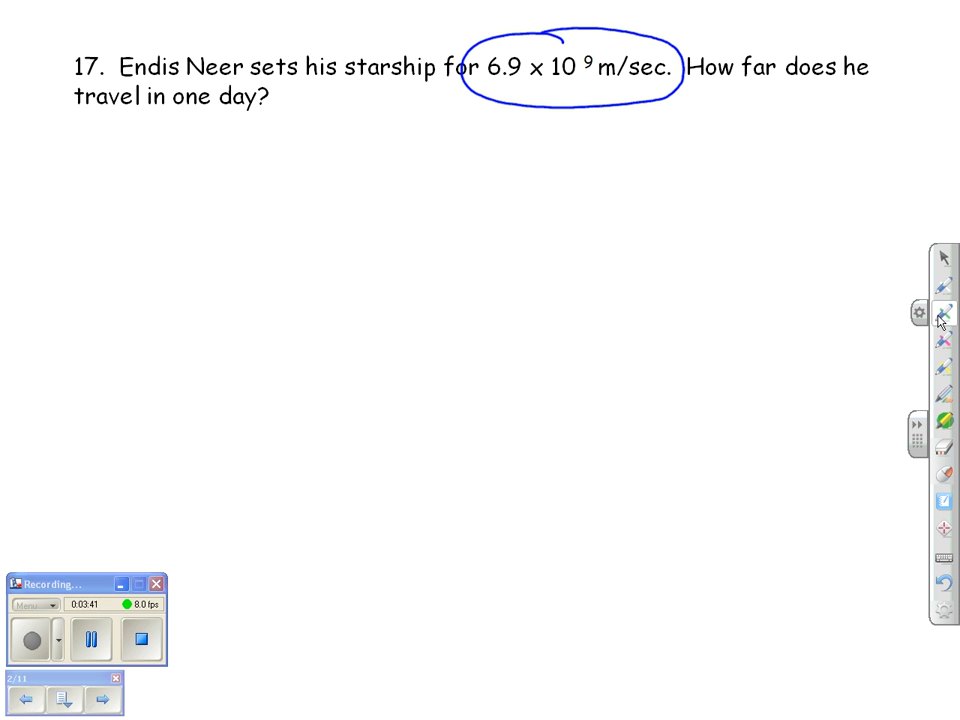 17. Endis Neer sets his starship for 6.9 x 10 9 m/sec. How far does he
travel in one day?
Recording...
Menu 0:03:41 8.0 fps
2/11